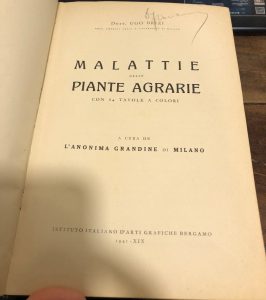 Dott. UGO BRIZI
MALATTIE
DELLE
PIANTE AGRARIE
CON 24 TAVOLE A COLORI
A CURA DE
L'ANONIMA GRANDINE DI MILANO
ISTITUTO ITALIANO D'ARTI GRAFICHE BERGAMO
1941-XIX